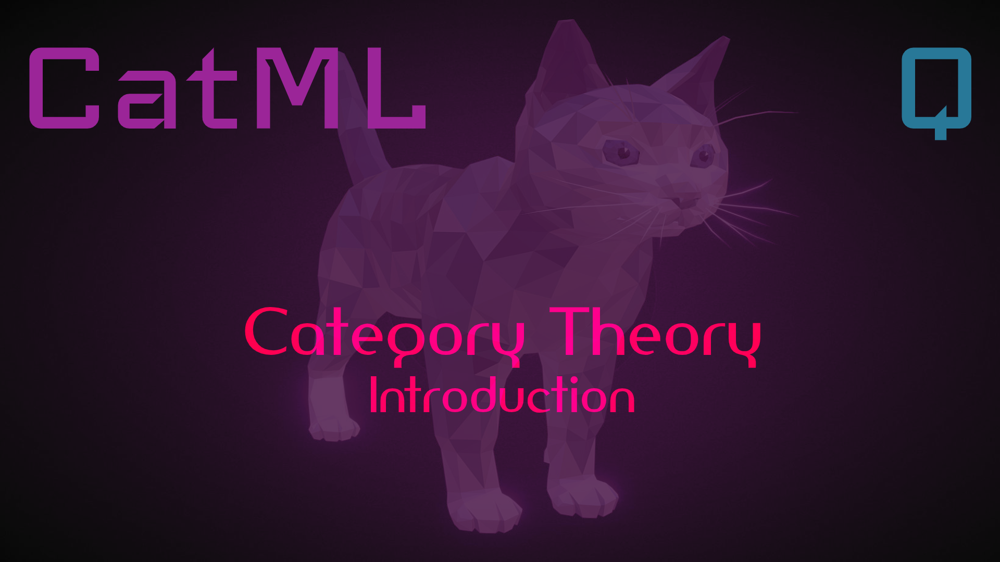 CatML
Q
Category Theory
Introduction